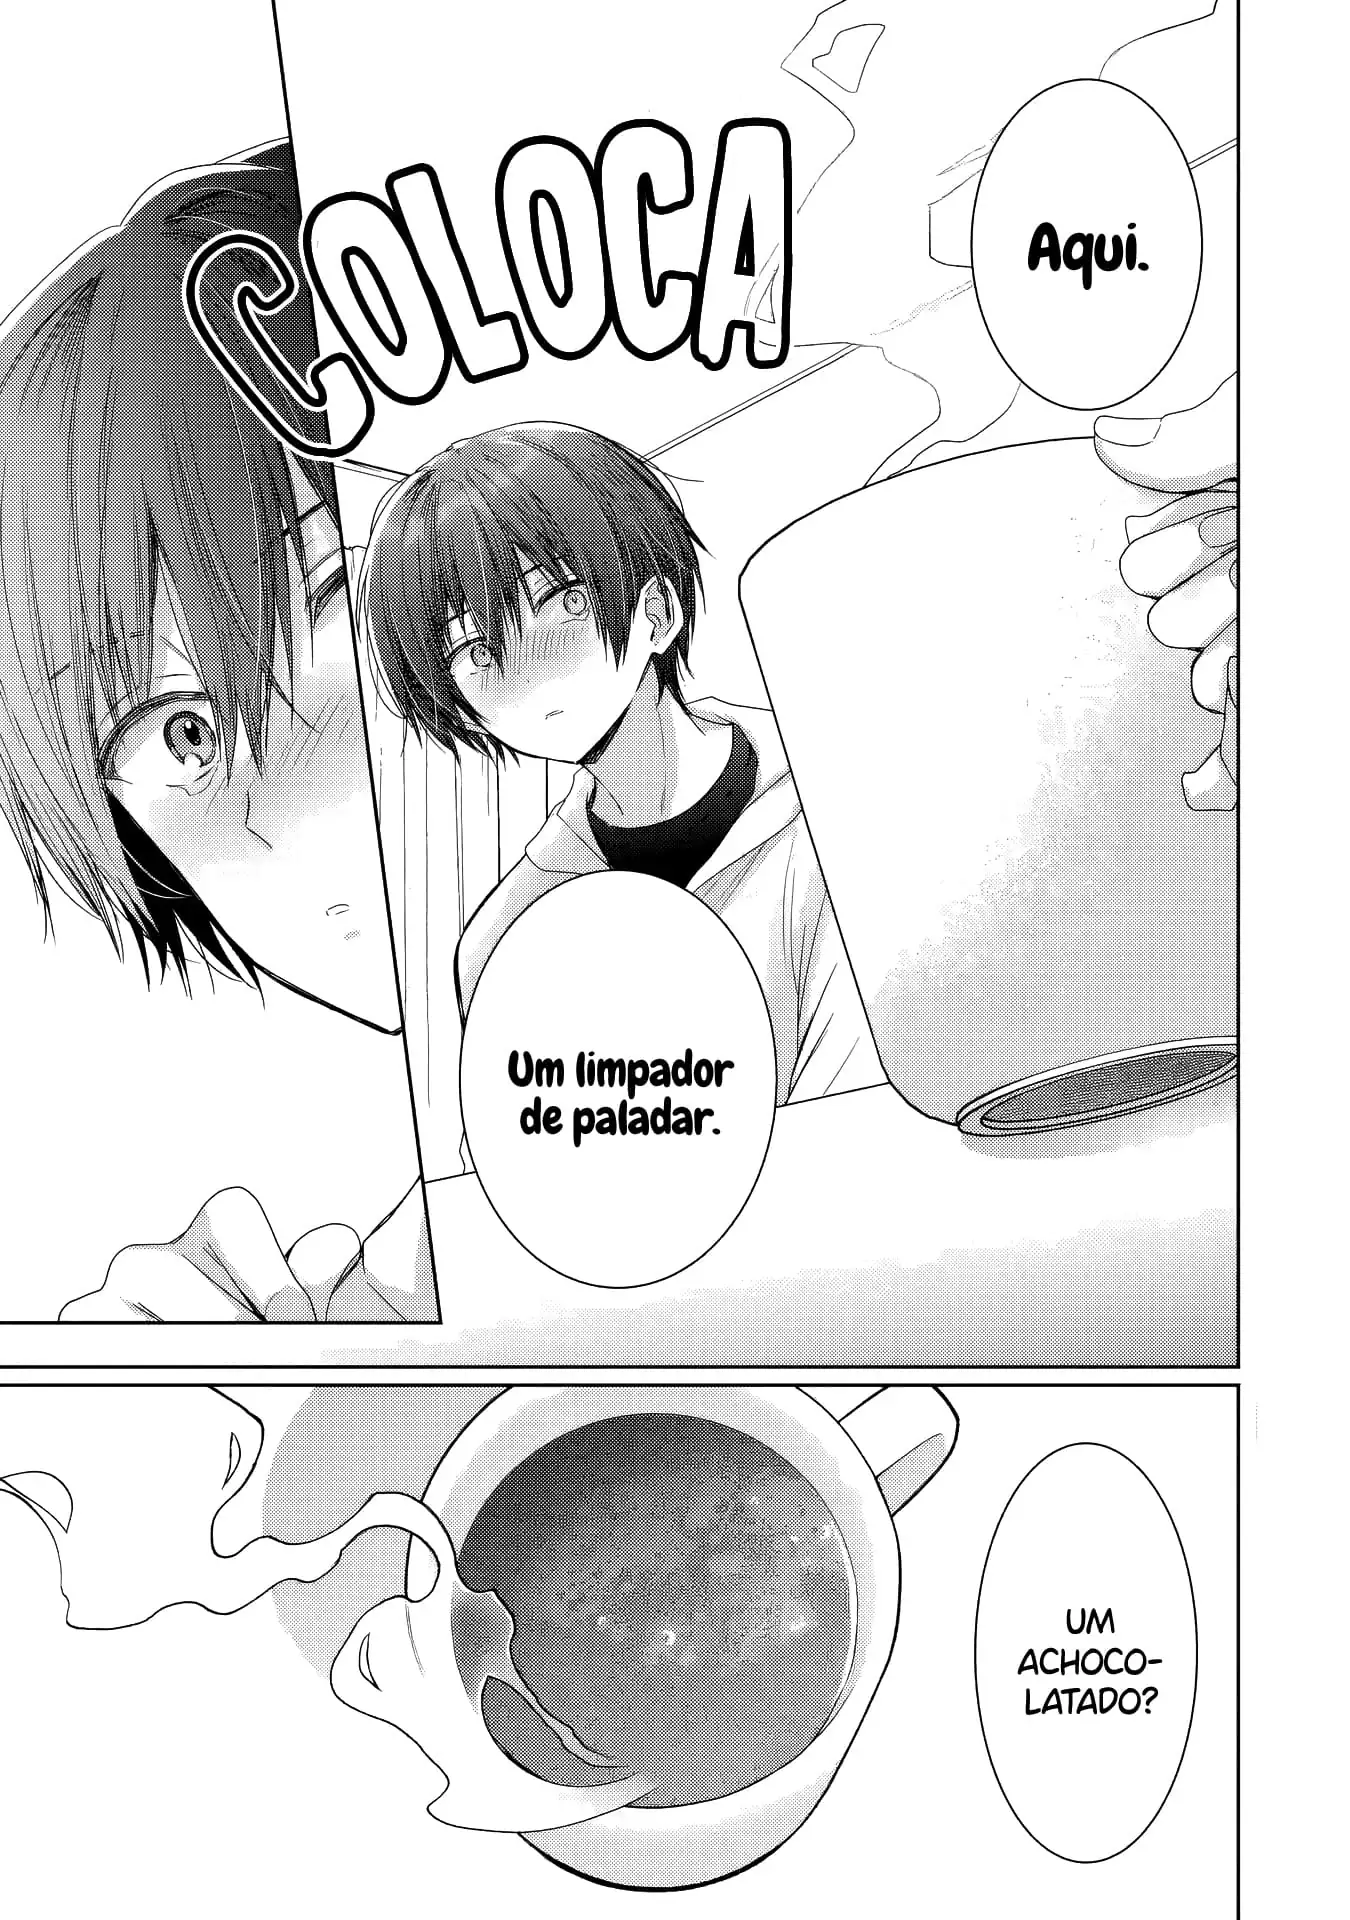 Aqui.
COLOCA
Um limpador
de paladar.
UM
ACHOCO-
LATADO?